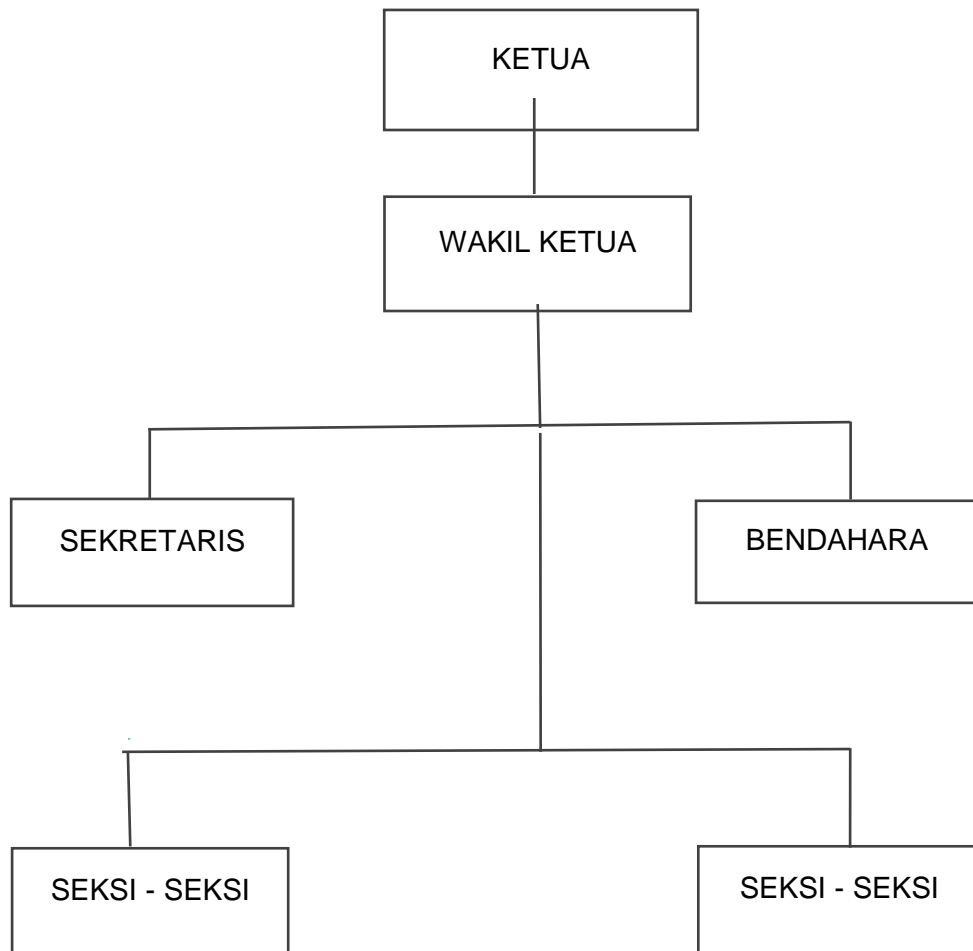 KETUA
WAKIL KETUA
SEKRETARIS
BENDAHARA
SEKSI - SEKSI
SEKSI - SEKSI